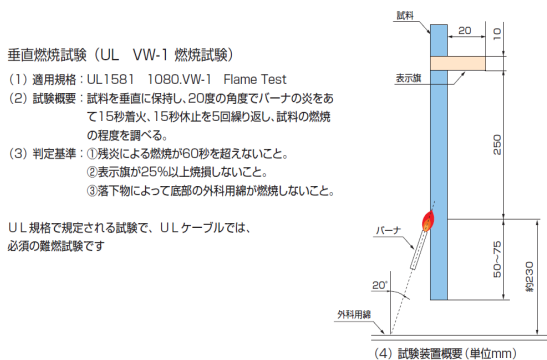 垂直燃焼試験（UL　VW-1 燃焼試験）
（1）適用規格：UL1581　1080.VW-1　Flame Test
（2）試験概要：試料を垂直に保持し、20度の角度でバーナの炎をあ
て15秒着火、15秒休止を5回繰り返し、試料の燃焼
の程度を調べる。
（3）判定基準：①残炎による燃焼が60秒を超えないこと。
②表示旗が25%以上焼損しないこと。
③落下物によって底部の外科用綿が燃焼しないこと。
ＵＬ規格で規定される試験で、ＵＬケーブルでは、
必須の難燃試験です
試料
20
10
表示旗
250
バーナ
50～75
約230
20°
外科用綿
（4）試験装置概要（単位mm）